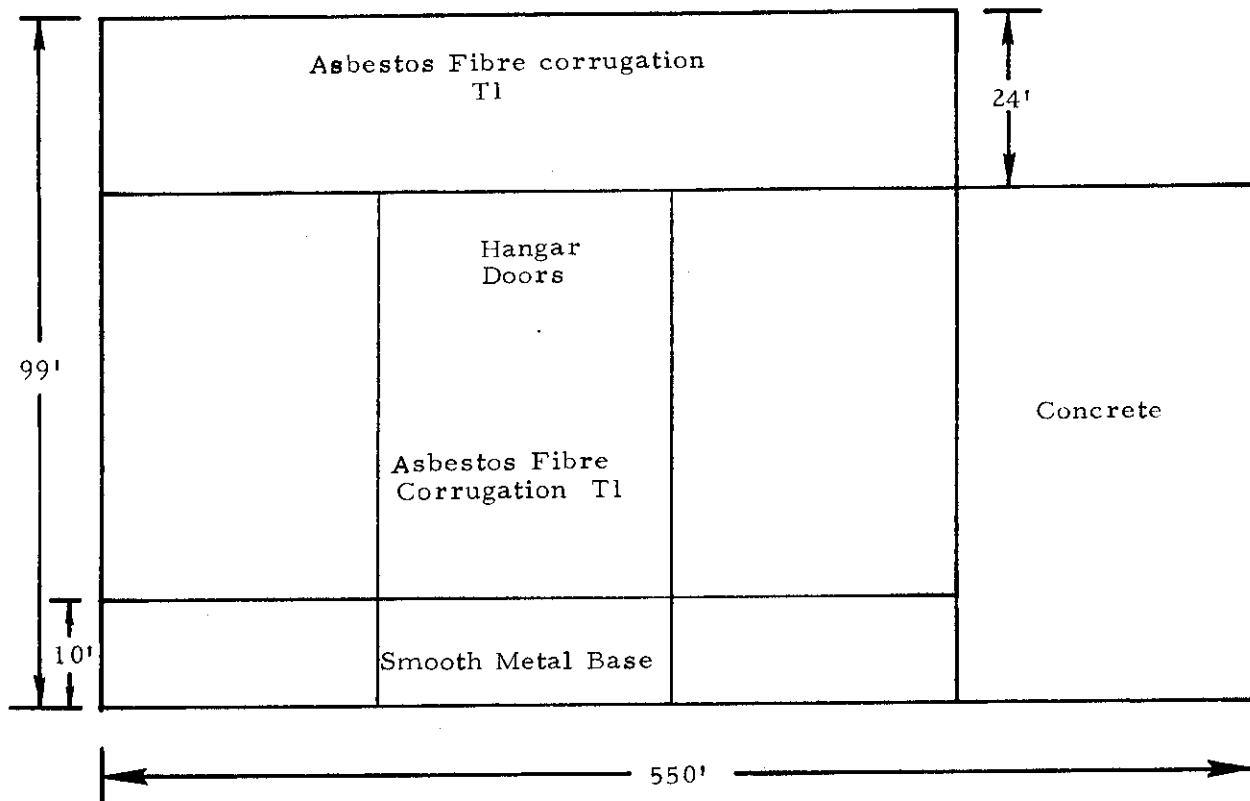 Asbestos Fibre corrugation
T1
24'
Hangar
Doors
99'
Concrete
Asbestos Fibre
Corrugation T1
10'
Smooth Metal Base
550'